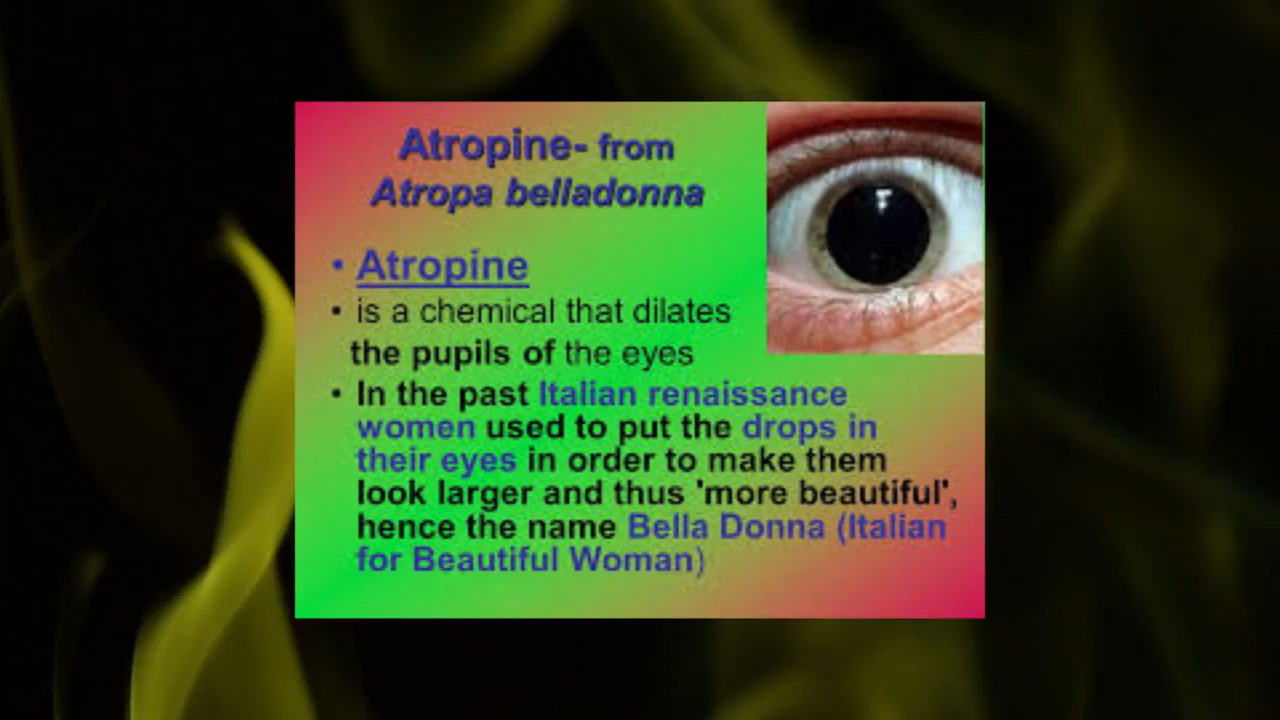 Atropine- from
Atropa belladonna
• Atropine
• is a chemical that dilates
the pupils of the eyes
• In the past Italian renaissance
women used to put the drops in
their eyes in order to make them
look larger and thus 'more beautiful',
hence the name Bella Donna (Italian
for Beautiful Woman)